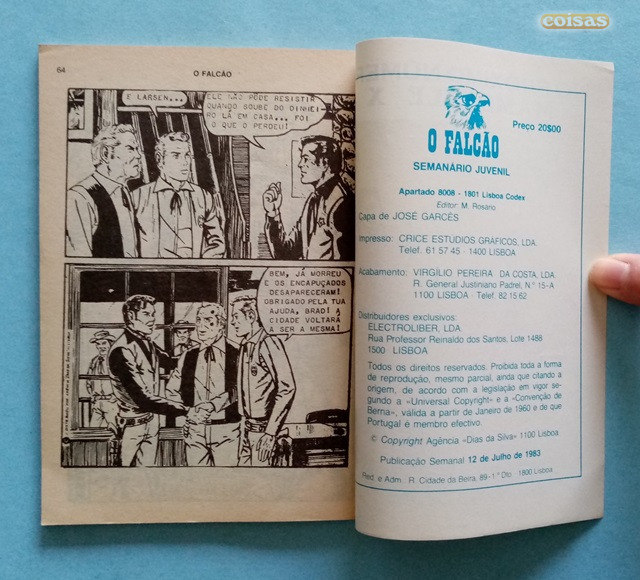 coisas
64
O FALCÃO
E LARSEN...
ELE NÃO PÔDE RESISTIR
QUANDO SOUBE DO DINHEI-
RO LÁ EM CASA... FOI
O QUE O PERDEU!
BEM, JÁ MORREU
E OS ENCAPUÇADOS
DESAPARECERAM!
OBRIGADO PELA TUA
AJUDA, BRAD! A
CIDADE VOLTARÁ
A SER A MESMA!
O FALCÃO
Preço 20$00
SEMANÁRIO JUVENIL
Apartado 8008 - 1801 Lisboa Codex
Editor: M. Rosário
Capa de JOSÉ GARCÊS
Impresso: CRICE ESTUDIOS GRÁFICOS, LDA.
Telef. 61 57 45 - 1400 LISBOA
Acabamento: VIRGÍLIO PEREIRA DA COSTA, LDA.
R. General Justiniano Padrel, N.º 15-A
1100 LISBOA - Telef. 82 15 62
Distribuidores exclusivos:
ELECTROLIBER, LDA.
Rua Professor Reinaldo dos Santos, Lote 1488
1500 LISBOA
Todos os direitos reservados. Proibida toda a forma
de reprodução, mesmo parcial, ainda que citando a
origem, de acordo com a legislação em vigor se-
gundo a «Universal Copyright» e a «Convenção de
Berna», válida a partir de Janeiro de 1960 e de que
Portugal é membro efectivo.
© Copyright Agência «Dias da Silva» 1100 Lisboa
Publicação Semanal 12 de Julho de 1983
Red. e Adm. R. Cidade da Beira, 89-1.º Dto - 1800 Lisboa